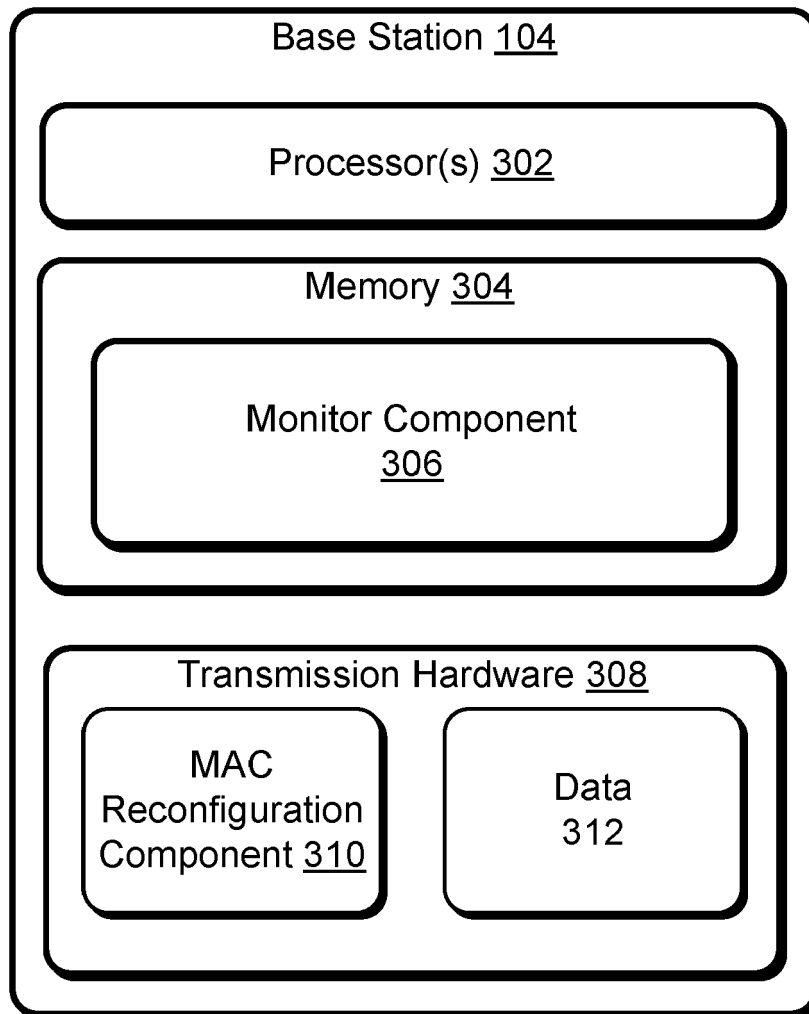 Base Station 104
Processor(s) 302
Memory 304
Monitor Component
306
Transmission Hardware 308
MAC
Reconfiguration
Component 310
Data
312